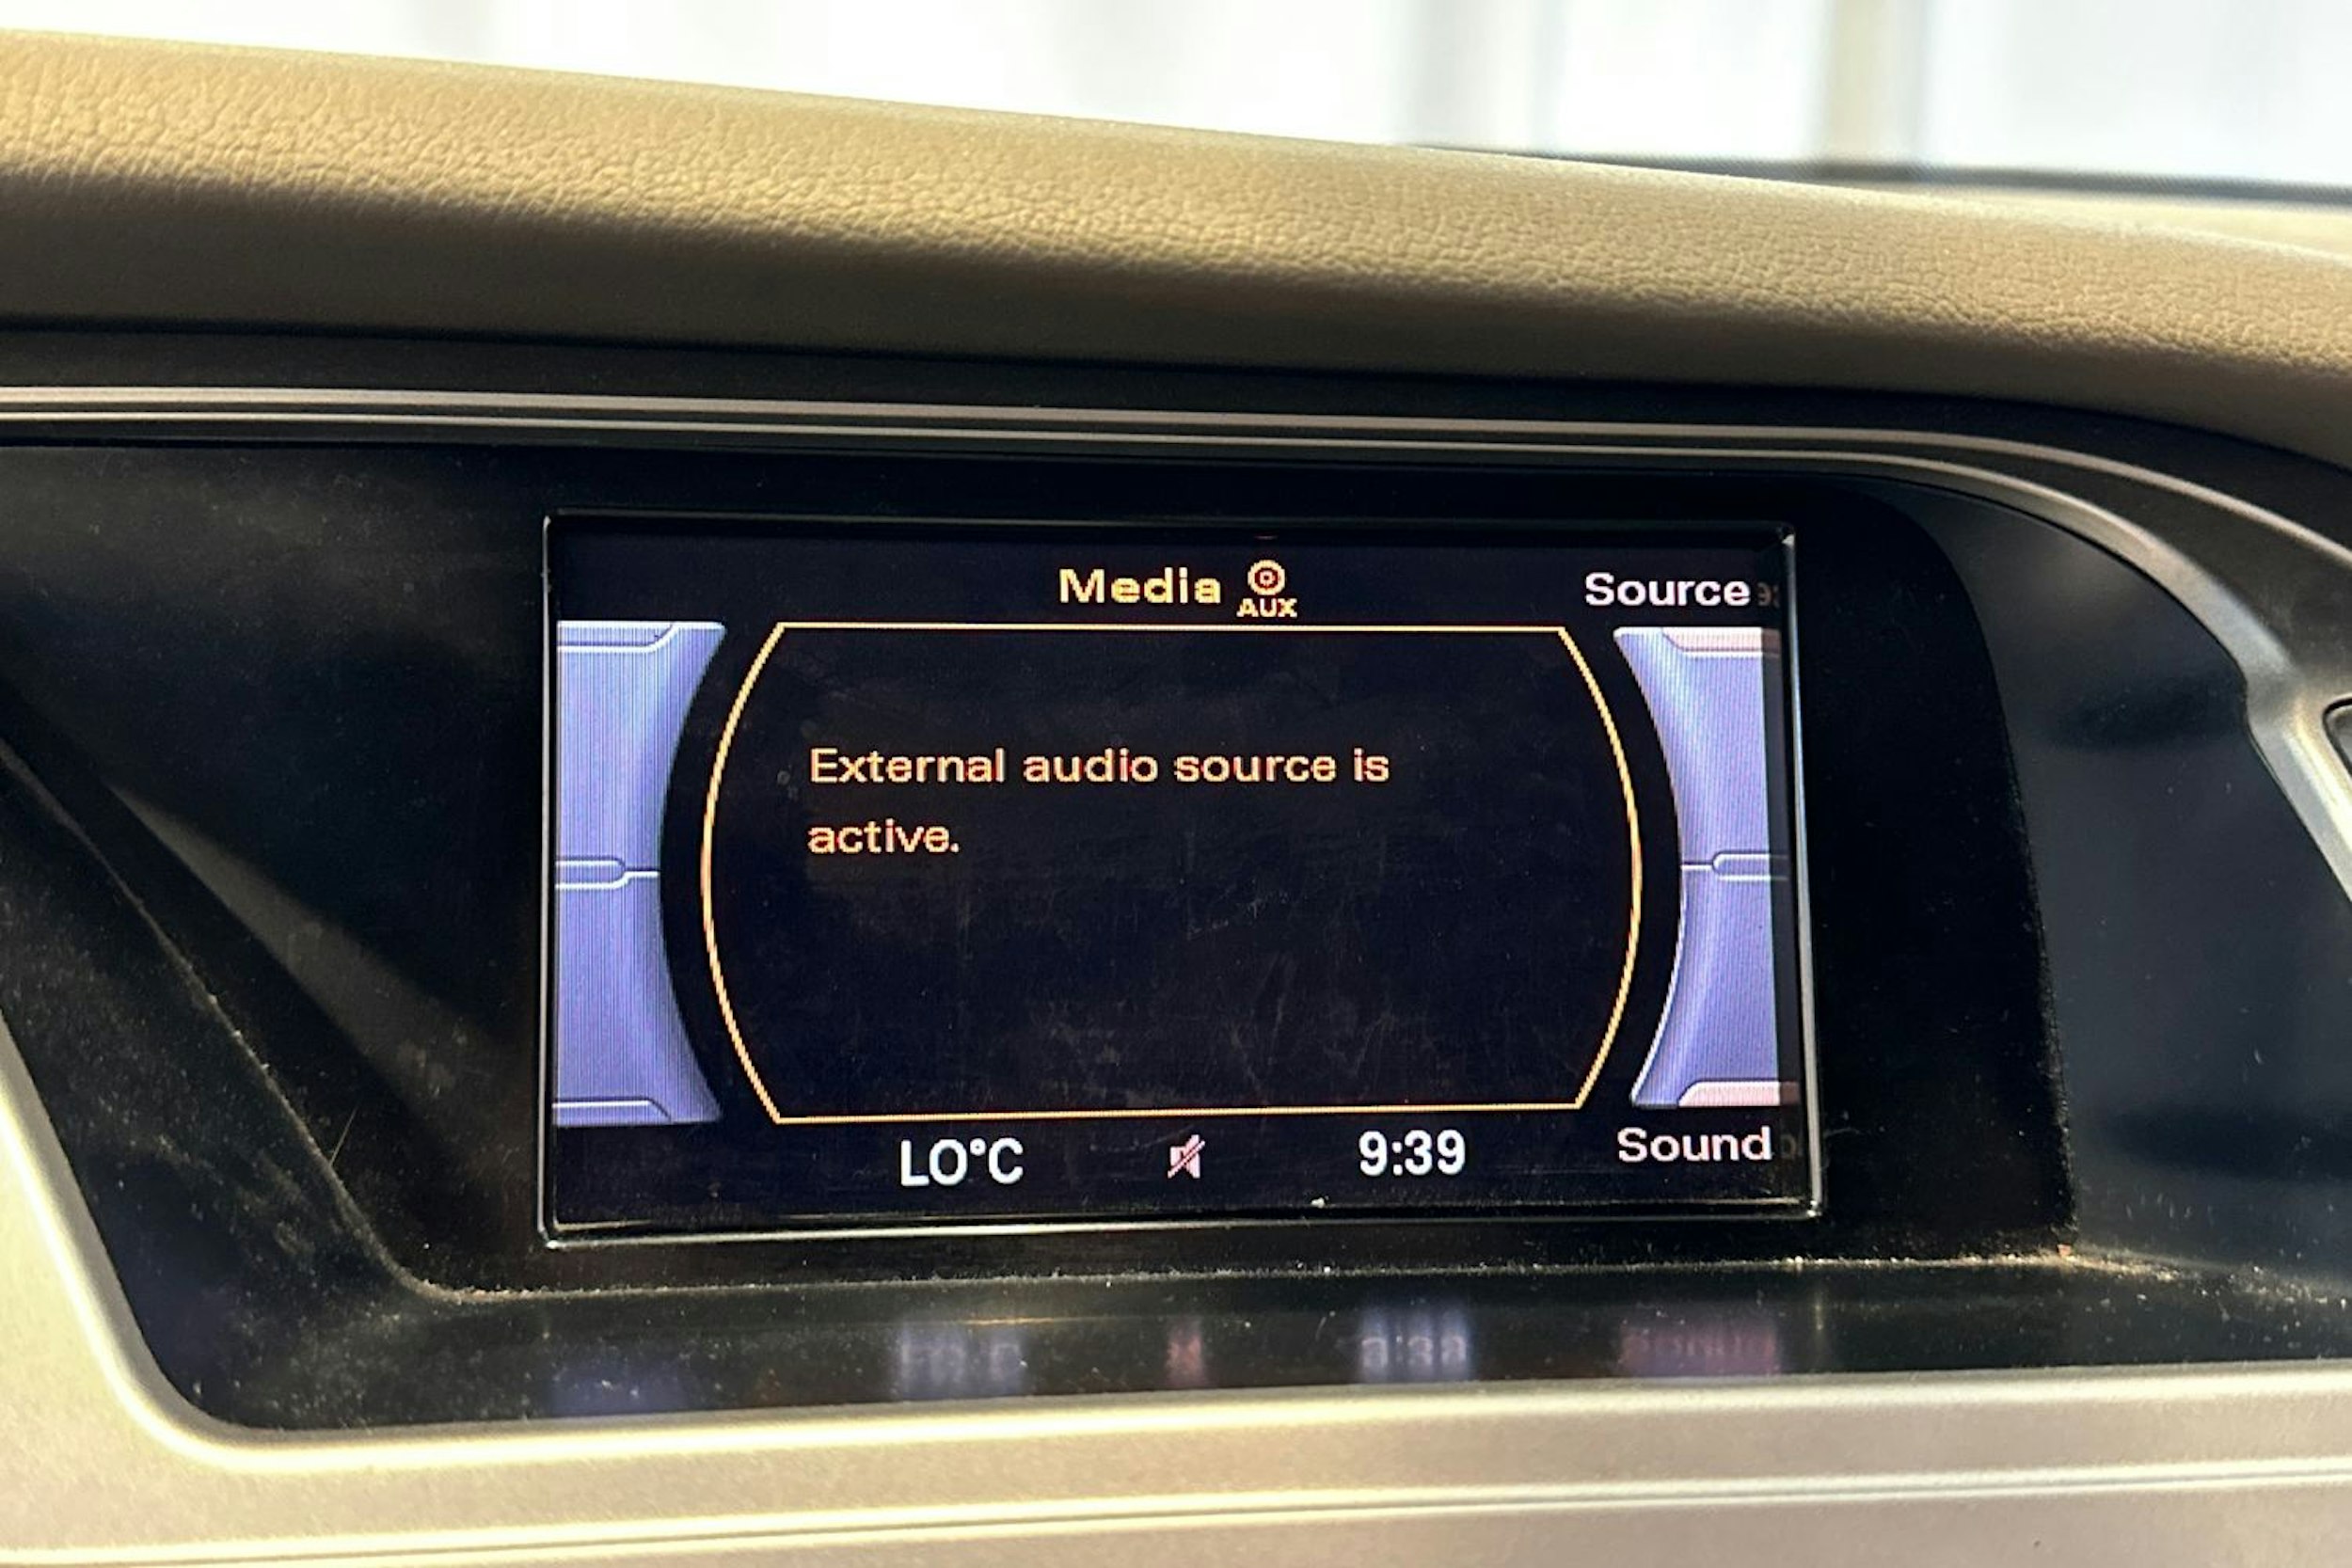 Media AUX
Source
External audio source is
active.
LO°C
9:39
Sound